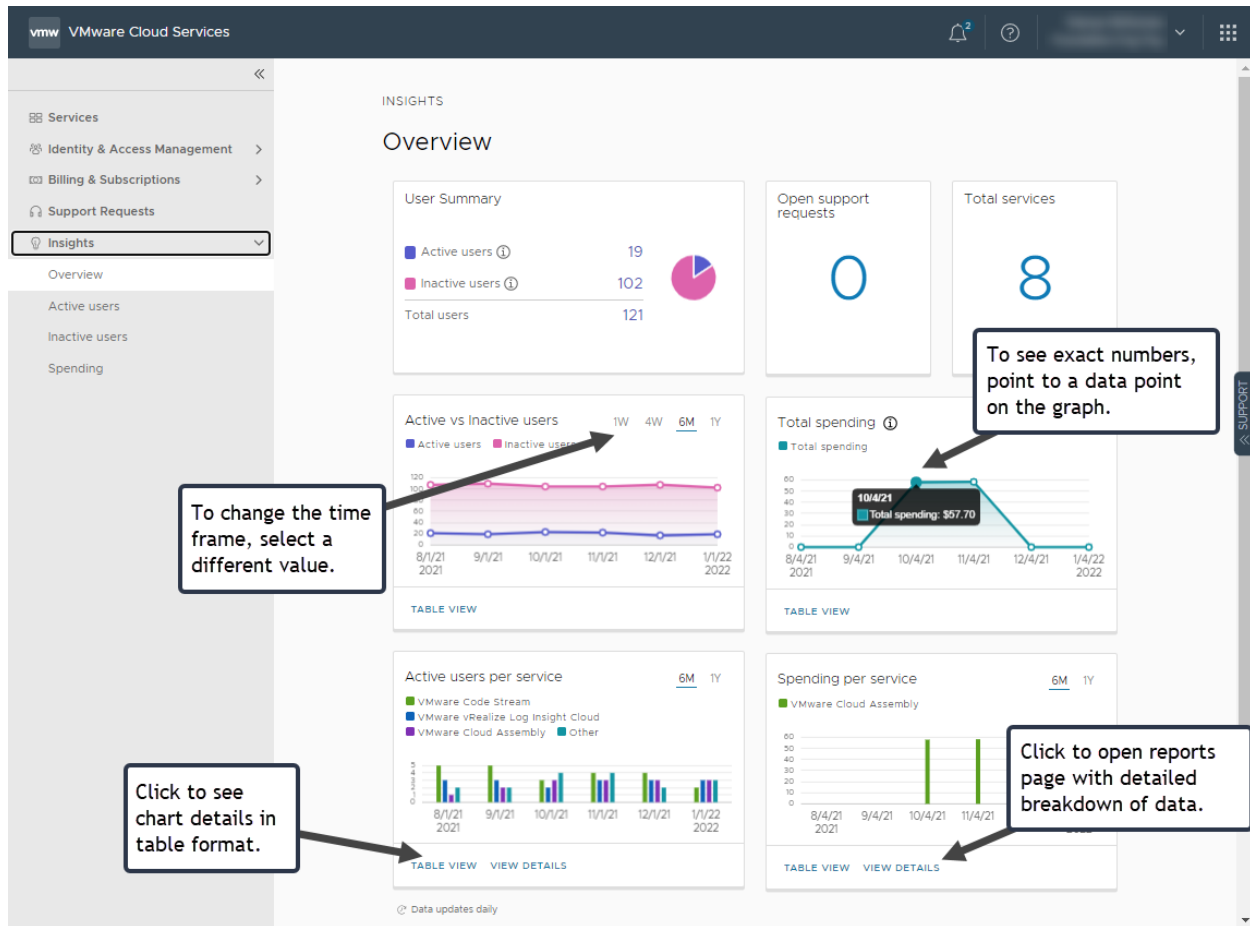 vmw VMware Cloud Services
2
Services
Identity & Access Management
Billing & Subscriptions
Support Requests
Insights
Overview
Active users
Inactive users
Spending
INSIGHTS
Overview
User Summary
Active users 19
Inactive users 102
Total users 121
Open support
requests
0
Total services
8
To see exact numbers,
point to a data point
on the graph.
SUPPORT
Active vs Inactive users 1W 4W 6M 1Y
Active users Inactive users
120
100
80
60
40
20
0
8/1/21 9/1/21 10/1/21 11/1/21 12/1/21 1/1/22
2021 2022
TABLE VIEW
To change the time
frame, select a
different value.
Total spending
Total spending
60
50
40
30
20
10
0
10/4/21
Total spending: $57.70
8/4/21 9/4/21 10/4/21 11/4/21 12/4/21 1/4/22
2021 2022
TABLE VIEW
Active users per service 6M 1Y
VMware Code Stream
VMware vRealize Log Insight Cloud
VMware Cloud Assembly Other
5
4
3
2
1
0
8/1/21 9/1/21 10/1/21 11/1/21 12/1/21 1/1/22
2021 2022
TABLE VIEW VIEW DETAILS
Click to see
chart details in
table format.
Spending per service 6M 1Y
VMware Cloud Assembly
60
50
40
30
20
10
0
8/4/21 9/4/21 10/4/21 11/4/21
2021
TABLE VIEW VIEW DETAILS
Click to open reports
page with detailed
breakdown of data.
Data updates daily